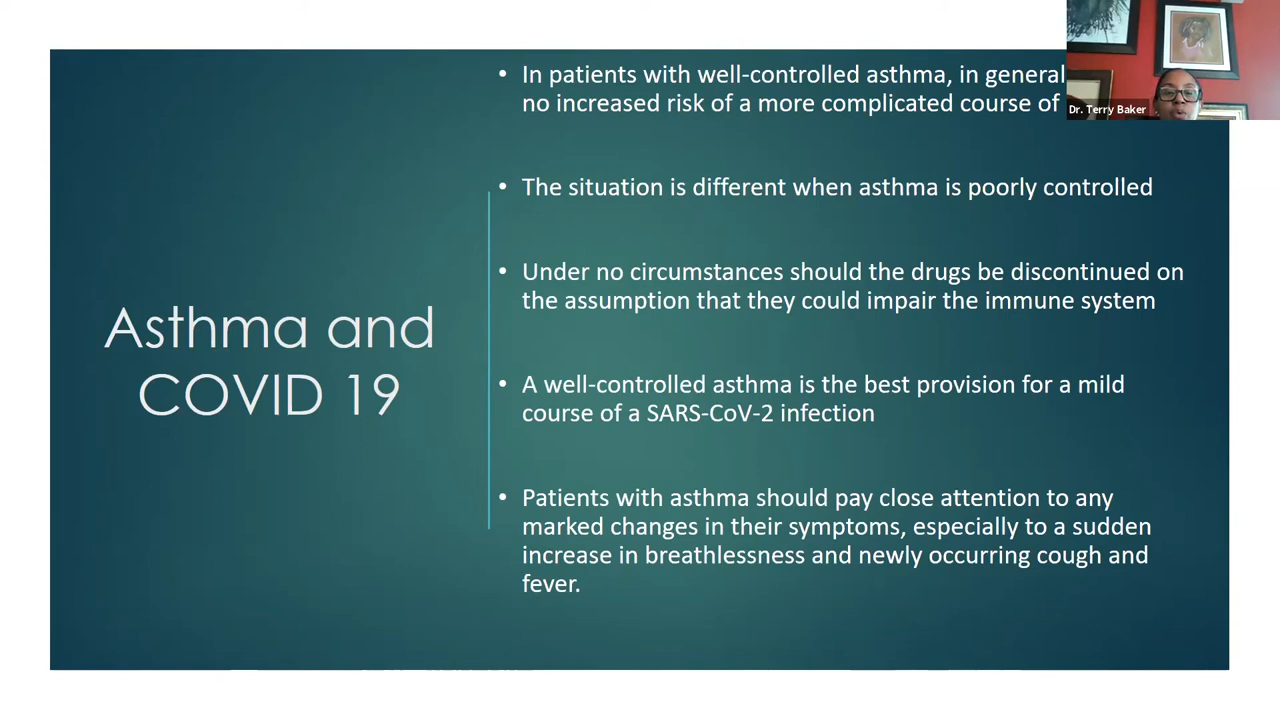 Asthma and
COVID 19
• In patients with well-controlled asthma, in general
no increased risk of a more complicated course of
• The situation is different when asthma is poorly controlled
• Under no circumstances should the drugs be discontinued on
the assumption that they could impair the immune system
• A well-controlled asthma is the best provision for a mild
course of a SARS-CoV-2 infection
• Patients with asthma should pay close attention to any
marked changes in their symptoms, especially to a sudden
increase in breathlessness and newly occurring cough and
fever.
Dr. Terry Baker